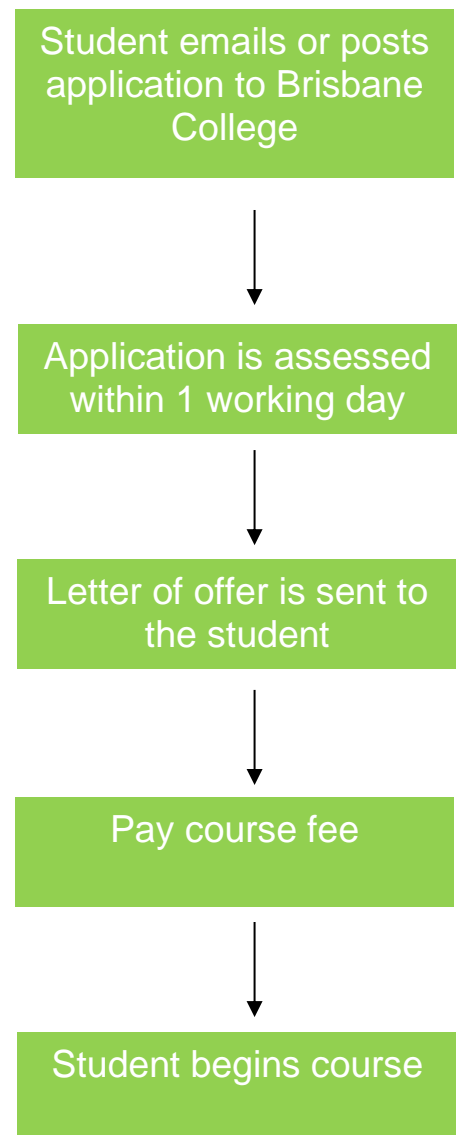 Student emails or posts
application to Brisbane
College
Application is assessed
within 1 working day
Letter of offer is sent to
the student
Pay course fee
Student begins course